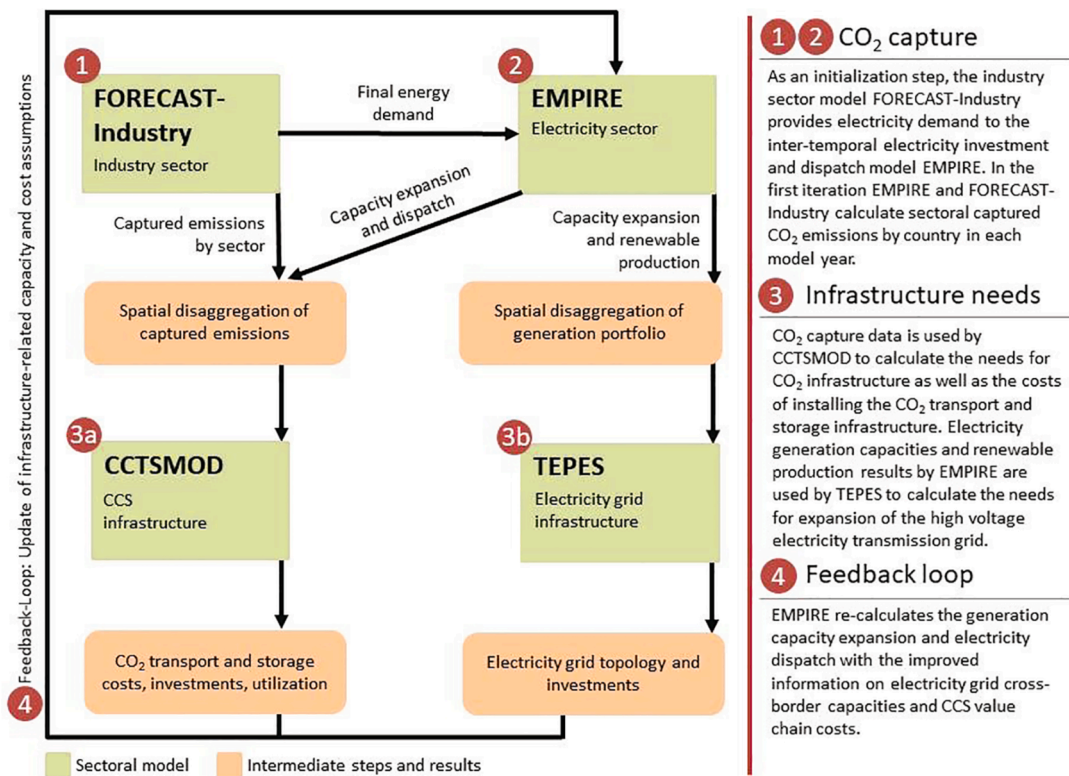 1
FORECAST-
Industry
Industry sector
Final energy
demand
2
EMPIRE
Electricity sector
Captured emissions
by sector
Capacity expansion
and dispatch
Capacity expansion
and renewable
production
Spatial disaggregation of
captured emissions
Spatial disaggregation of
generation portfolio
3a
CCTSMOD
CCS
infrastructure
3b
TEPES
Electricity grid
infrastructure
CO₂ transport and storage
costs, investments, utilization
Electricity grid topology and
investments
4
Feedback-Loop: Update of infrastructure-related capacity and cost assumptions
Sectoral model
Intermediate steps and results
1 2 CO₂ capture
As an initialization step, the industry
sector model FORECAST-Industry
provides electricity demand to the
inter-temporal electricity investment
and dispatch model EMPIRE. In the
first iteration EMPIRE and FORECAST-
Industry calculate sectoral captured
CO₂ emissions by country in each
model year.
3 Infrastructure needs
CO₂ capture data is used by
CCTSMOD to calculate the needs for
CO₂ infrastructure as well as the costs
of installing the CO₂ transport and
storage infrastructure. Electricity
generation capacities and renewable
production results by EMPIRE are
used by TEPES to calculate the needs
for expansion of the high voltage
electricity transmission grid.
4 Feedback loop
EMPIRE re-calculates the generation
capacity expansion and electricity
dispatch with the improved
information on electricity grid cross-
border capacities and CCS value
chain costs.